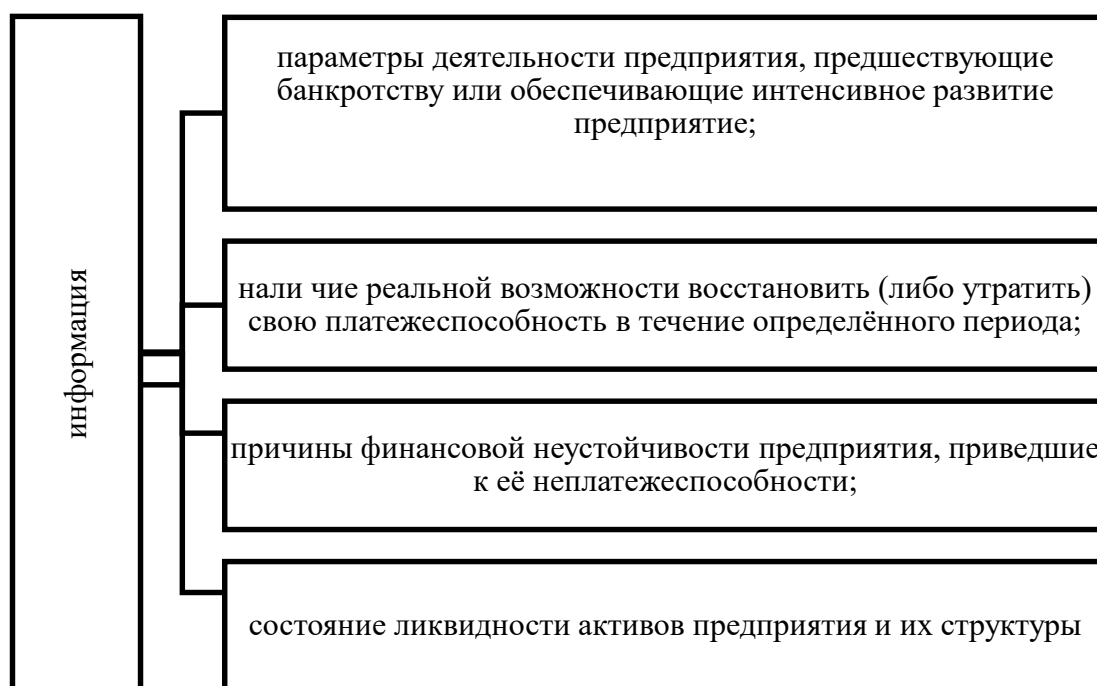 информация
параметры деятельности предприятия, предшествующие
банкротству или обеспечивающие интенсивное развитие
предприятие;
нали чие реальной возможности восстановить (либо утратить)
свою платежеспособность в течение определённого периода;
причины финансовой неустойчивости предприятия, приведшие
к её неплатежеспособности;
состояние ликвидности активов предприятия и их структуры